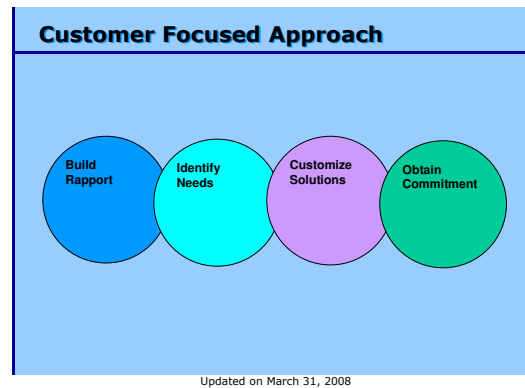 Customer Focused Approach
Build
Rapport
Identify
Needs
Customize
Solutions
Obtain
Commitment
Updated on March 31, 2008